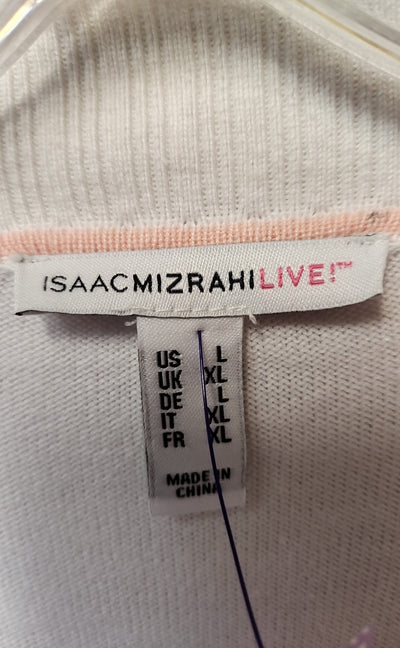 ISAACMIZRAHILIVE!™
US L
UK XL
DE L
IT XL
FR XL
MADE IN
CHINA